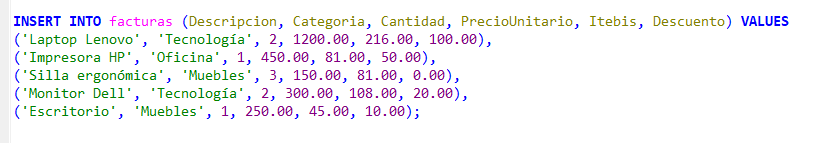 INSERT INTO facturas (Descripcion, Categoria, Cantidad, PrecioUnitario, Itebis, Descuento) VALUES
('Laptop Lenovo', 'Tecnología', 2, 1200.00, 216.00, 100.00),
('Impresora HP', 'Oficina', 1, 450.00, 81.00, 50.00),
('Silla ergonómica', 'Muebles', 3, 150.00, 81.00, 0.00),
('Monitor Dell', 'Tecnología', 2, 300.00, 108.00, 20.00),
('Escritorio', 'Muebles', 1, 250.00, 45.00, 10.00);